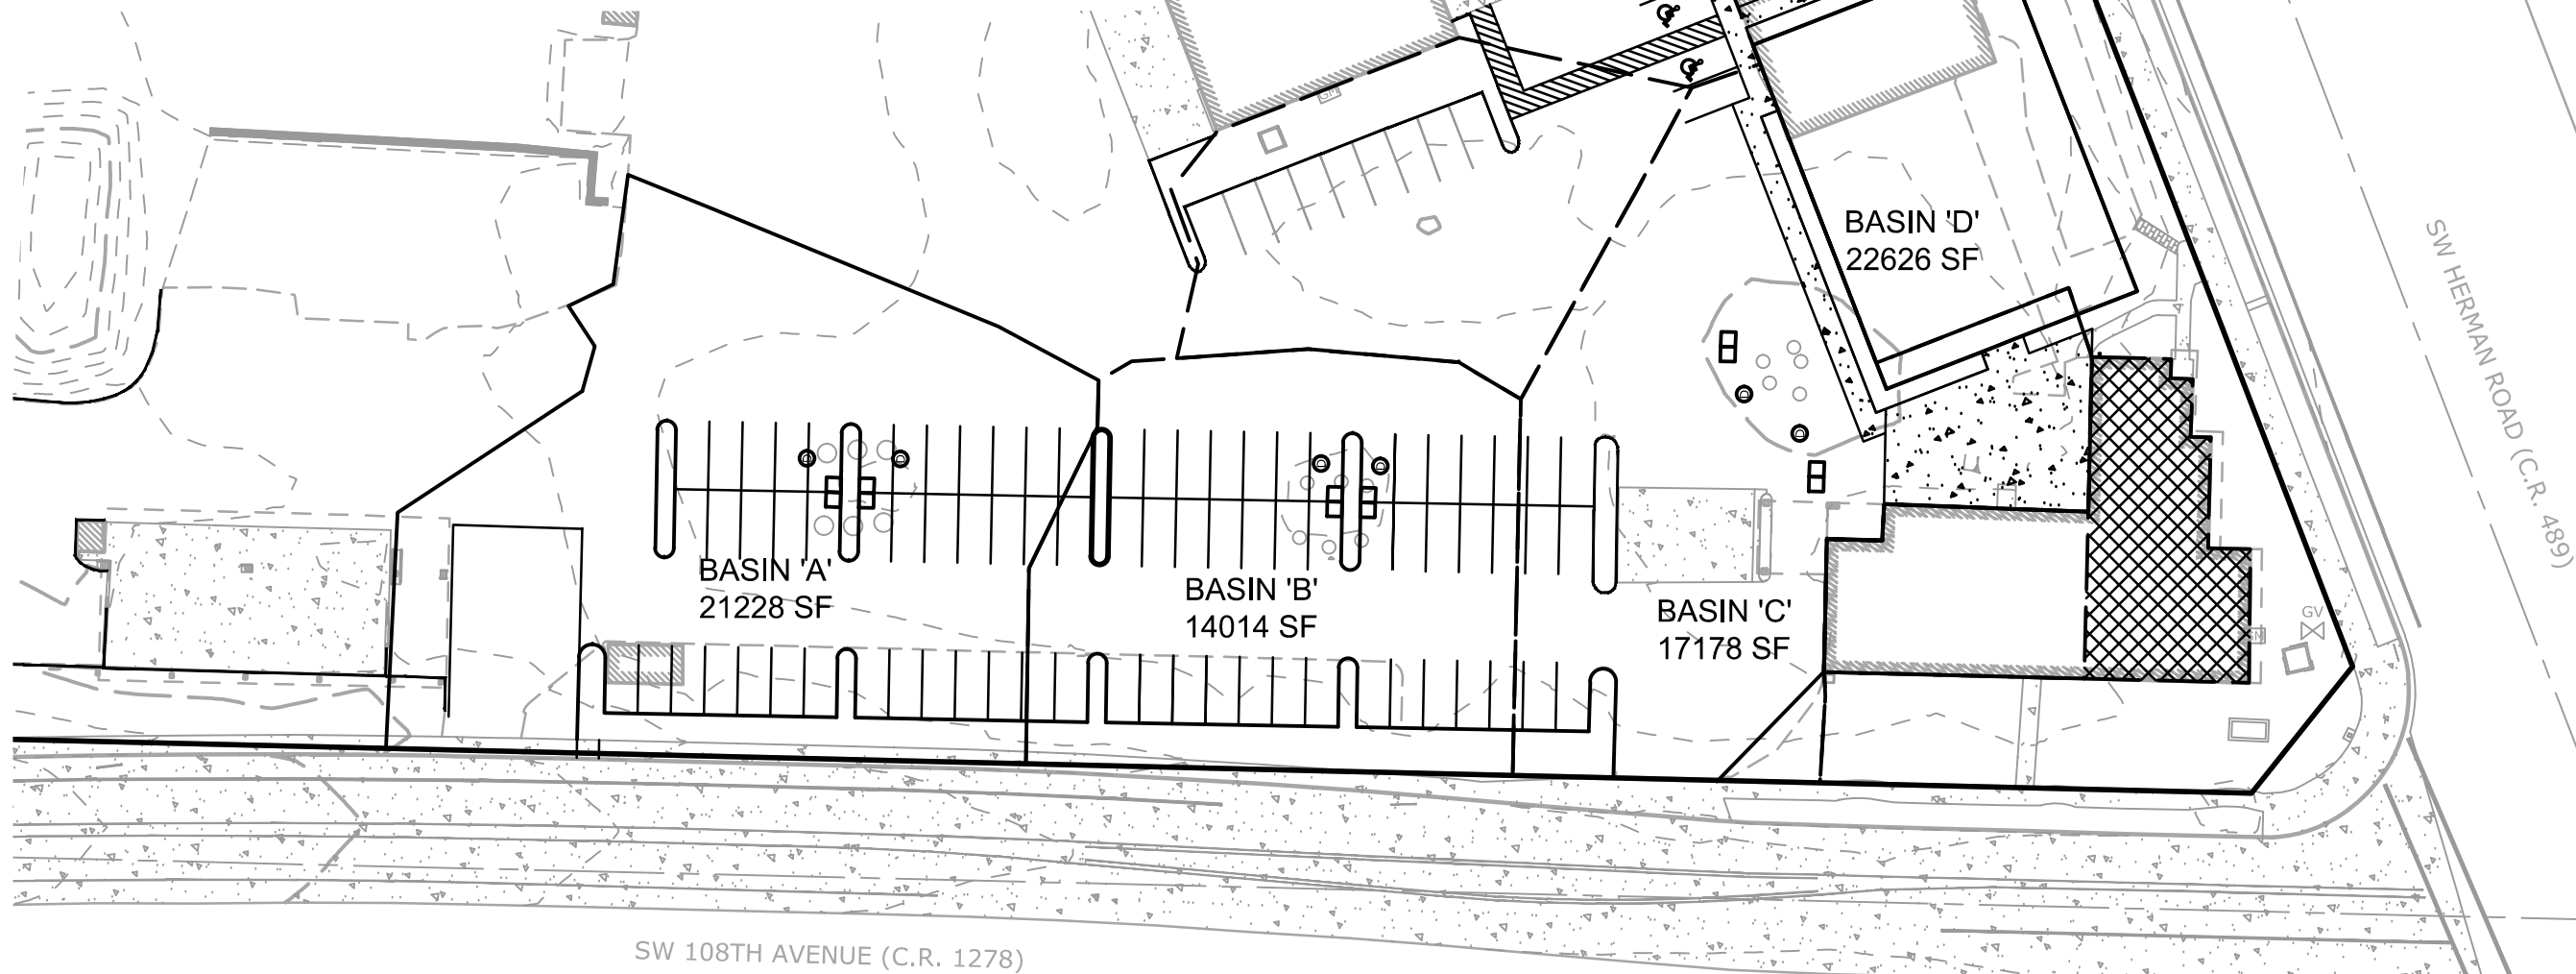 GM
BASIN 'D'
22626 SF
SW HERMAN ROAD (C.R. 489)
BASIN 'A'
21228 SF
BASIN 'B'
14014 SF
BASIN 'C'
17178 SF
GV
SW 108TH AVENUE (C.R. 1278)